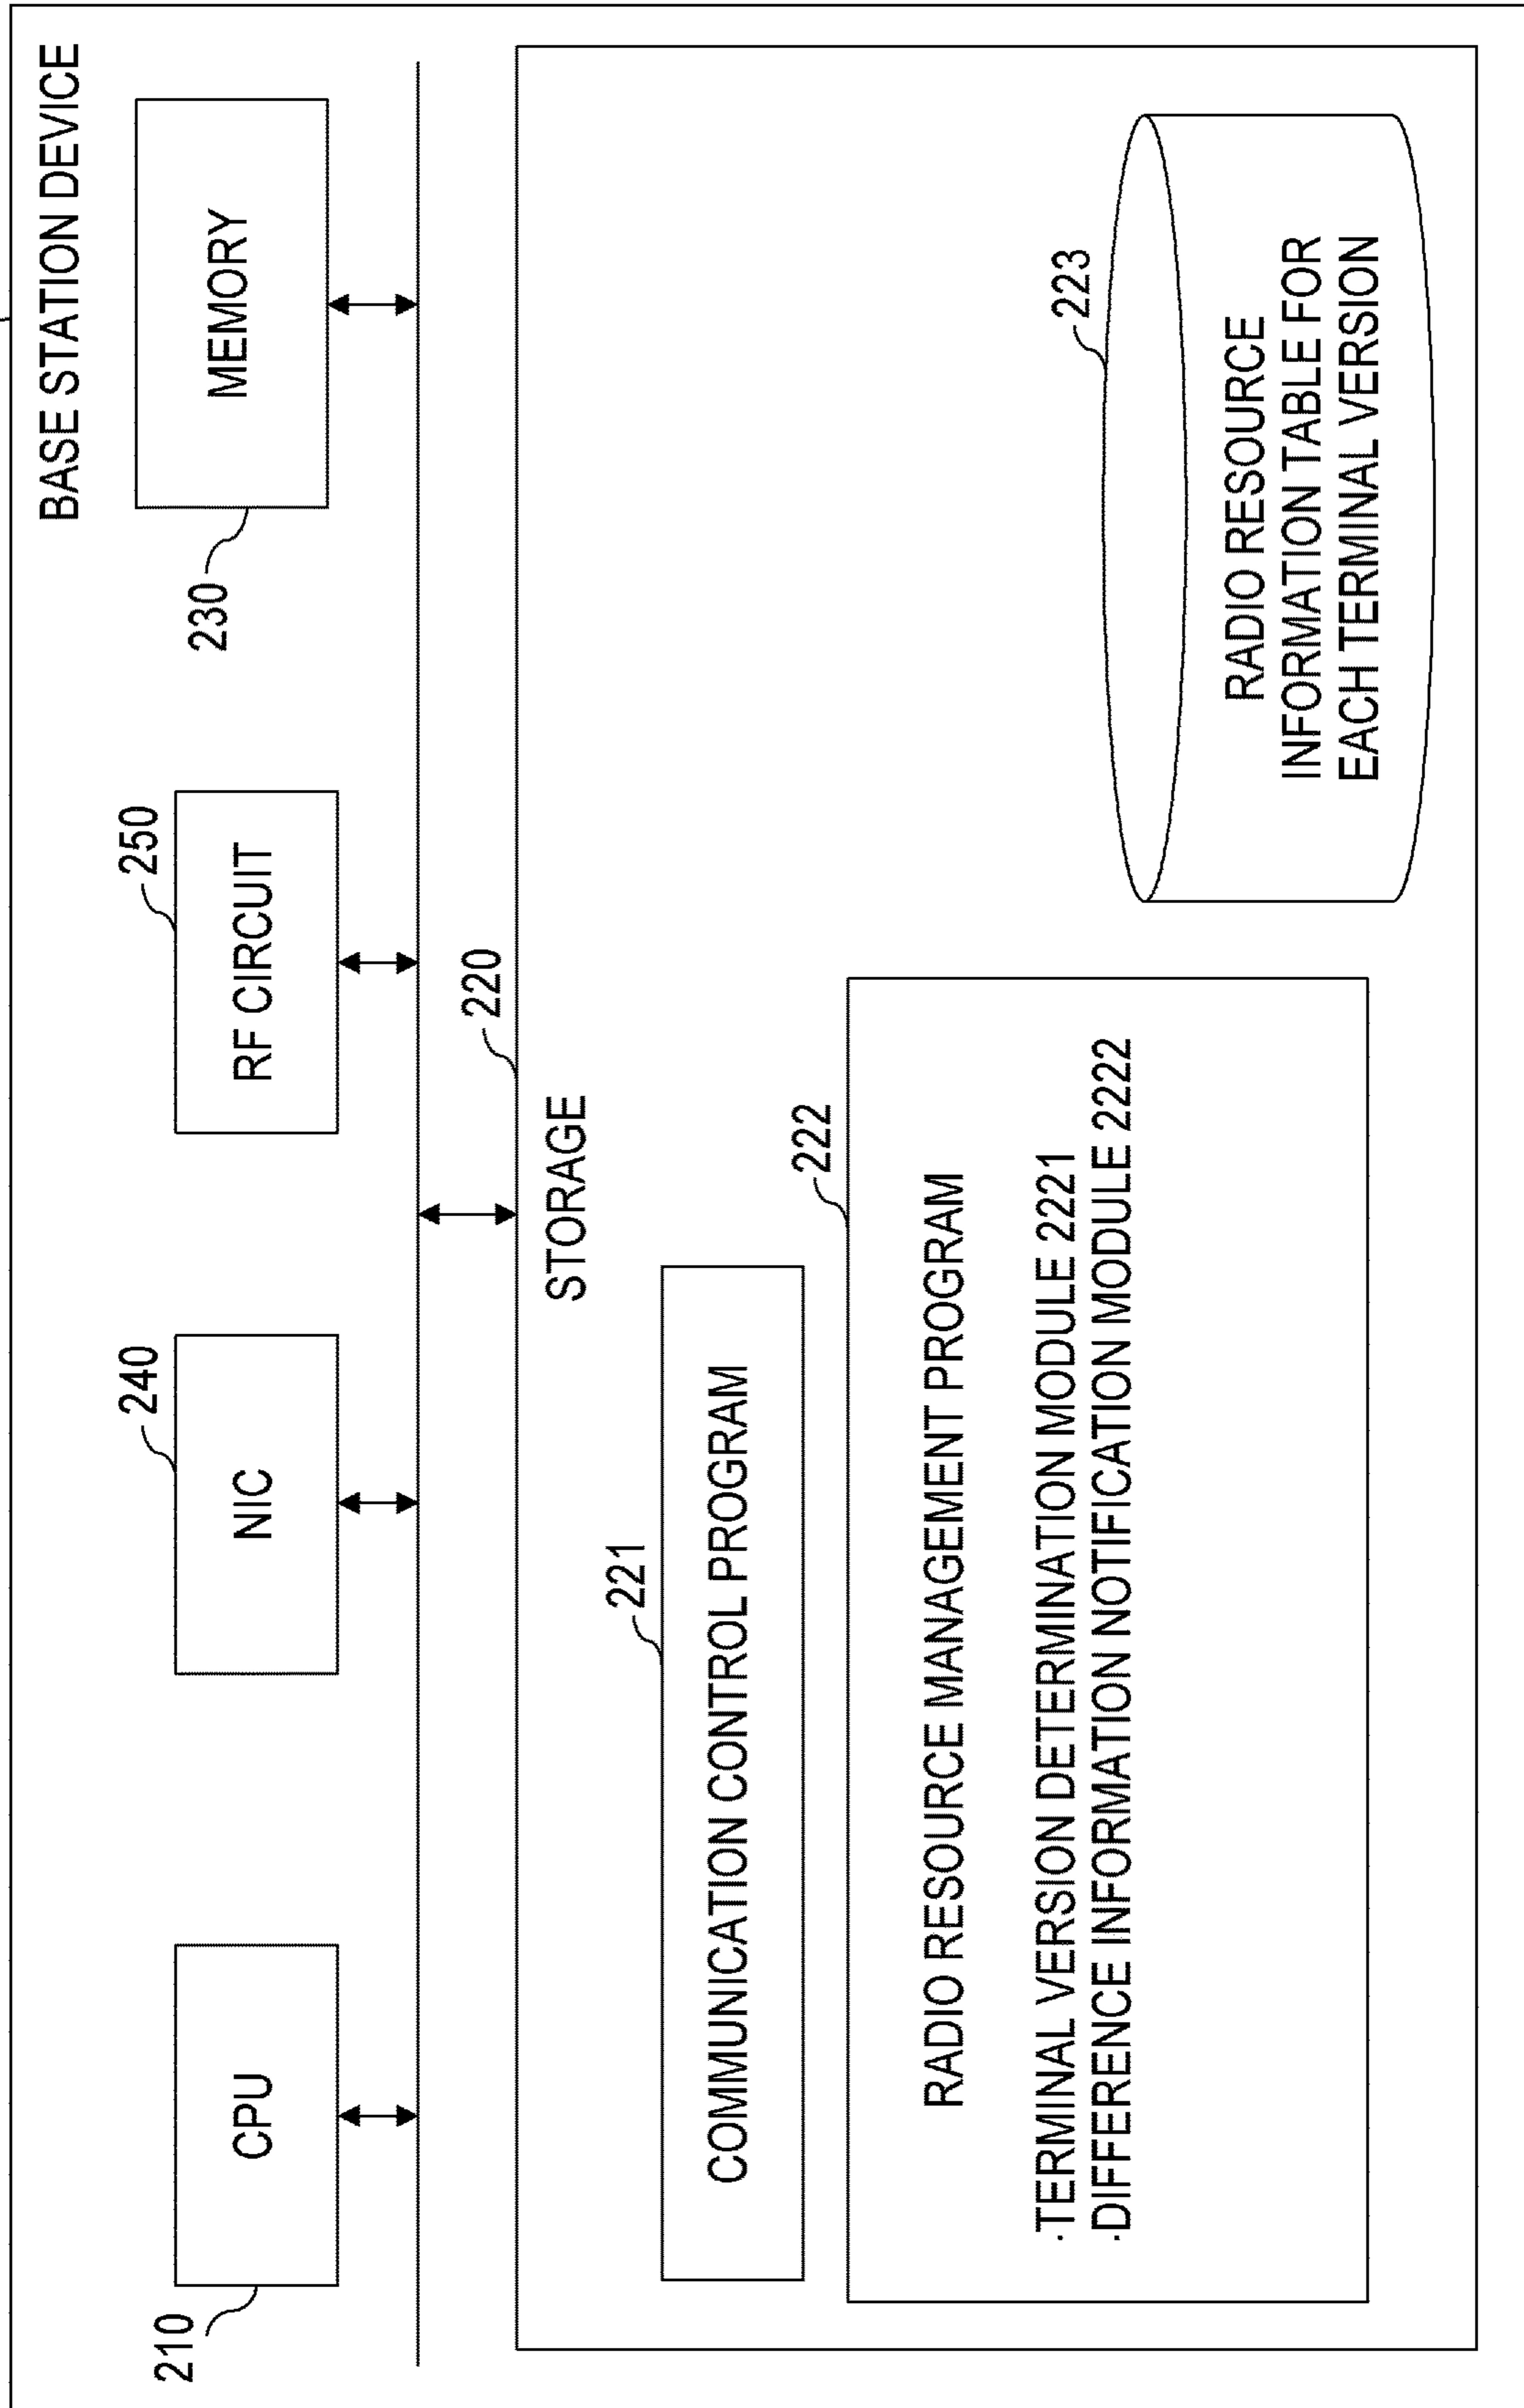 BASE STATION DEVICE
210
CPU
240
NIC
250
RF CIRCUIT
230
MEMORY
220
STORAGE
221
COMMUNICATION CONTROL PROGRAM
222
RADIO RESOURCE MANAGEMENT PROGRAM
·TERMINAL VERSION DETERMINATION MODULE 2221
·DIFFERENCE INFORMATION NOTIFICATION MODULE 2222
223
RADIO RESOURCE
INFORMATION TABLE FOR
EACH TERMINAL VERSION